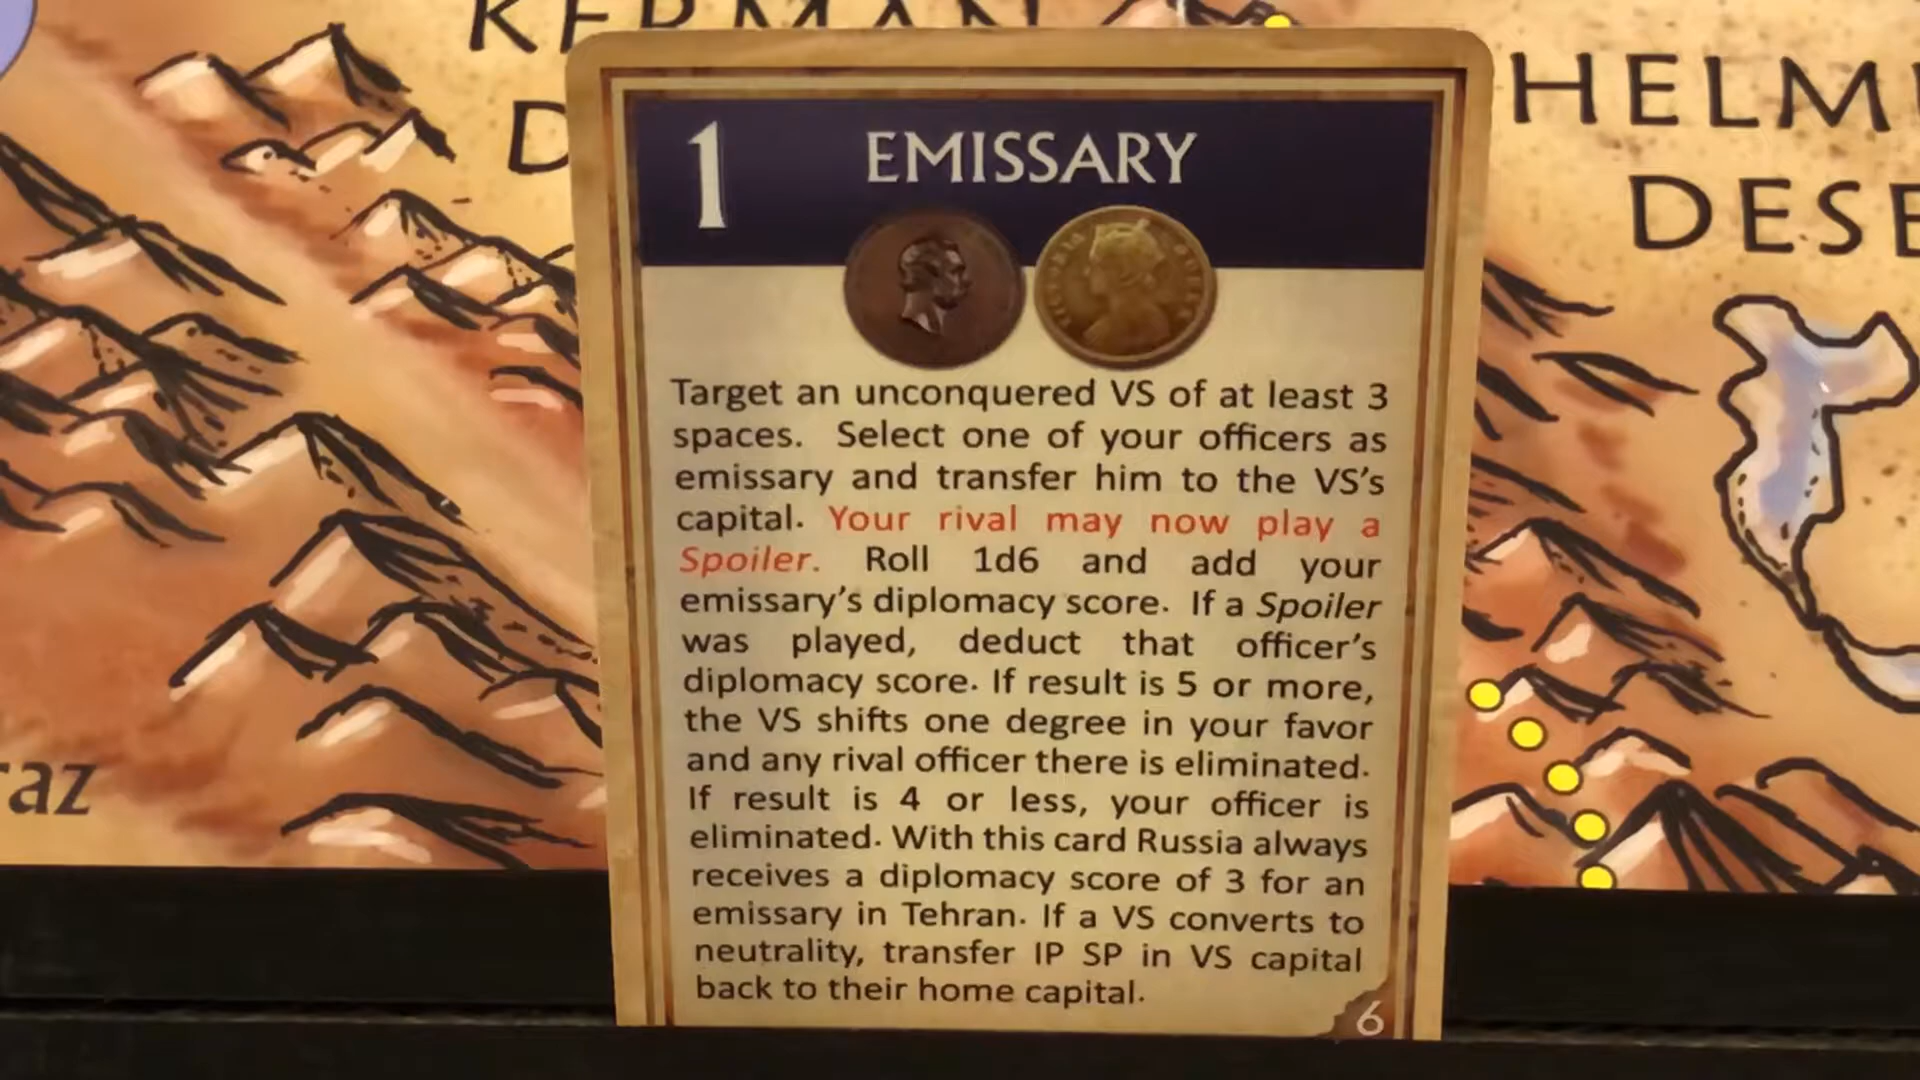 KERMAN
D
HELM
DESE
raz
1 EMISSARY
Target an unconquered VS of at least 3
spaces. Select one of your officers as
emissary and transfer him to the VS's
capital. Your rival may now play a
Spoiler. Roll 1d6 and add your
emissary's diplomacy score. If a Spoiler
was played, deduct that officer's
diplomacy score. If result is 5 or more,
the VS shifts one degree in your favor
and any rival officer there is eliminated.
If result is 4 or less, your officer is
eliminated. With this card Russia always
receives a diplomacy score of 3 for an
emissary in Tehran. If a VS converts to
neutrality, transfer IP SP in VS capital
back to their home capital.
6